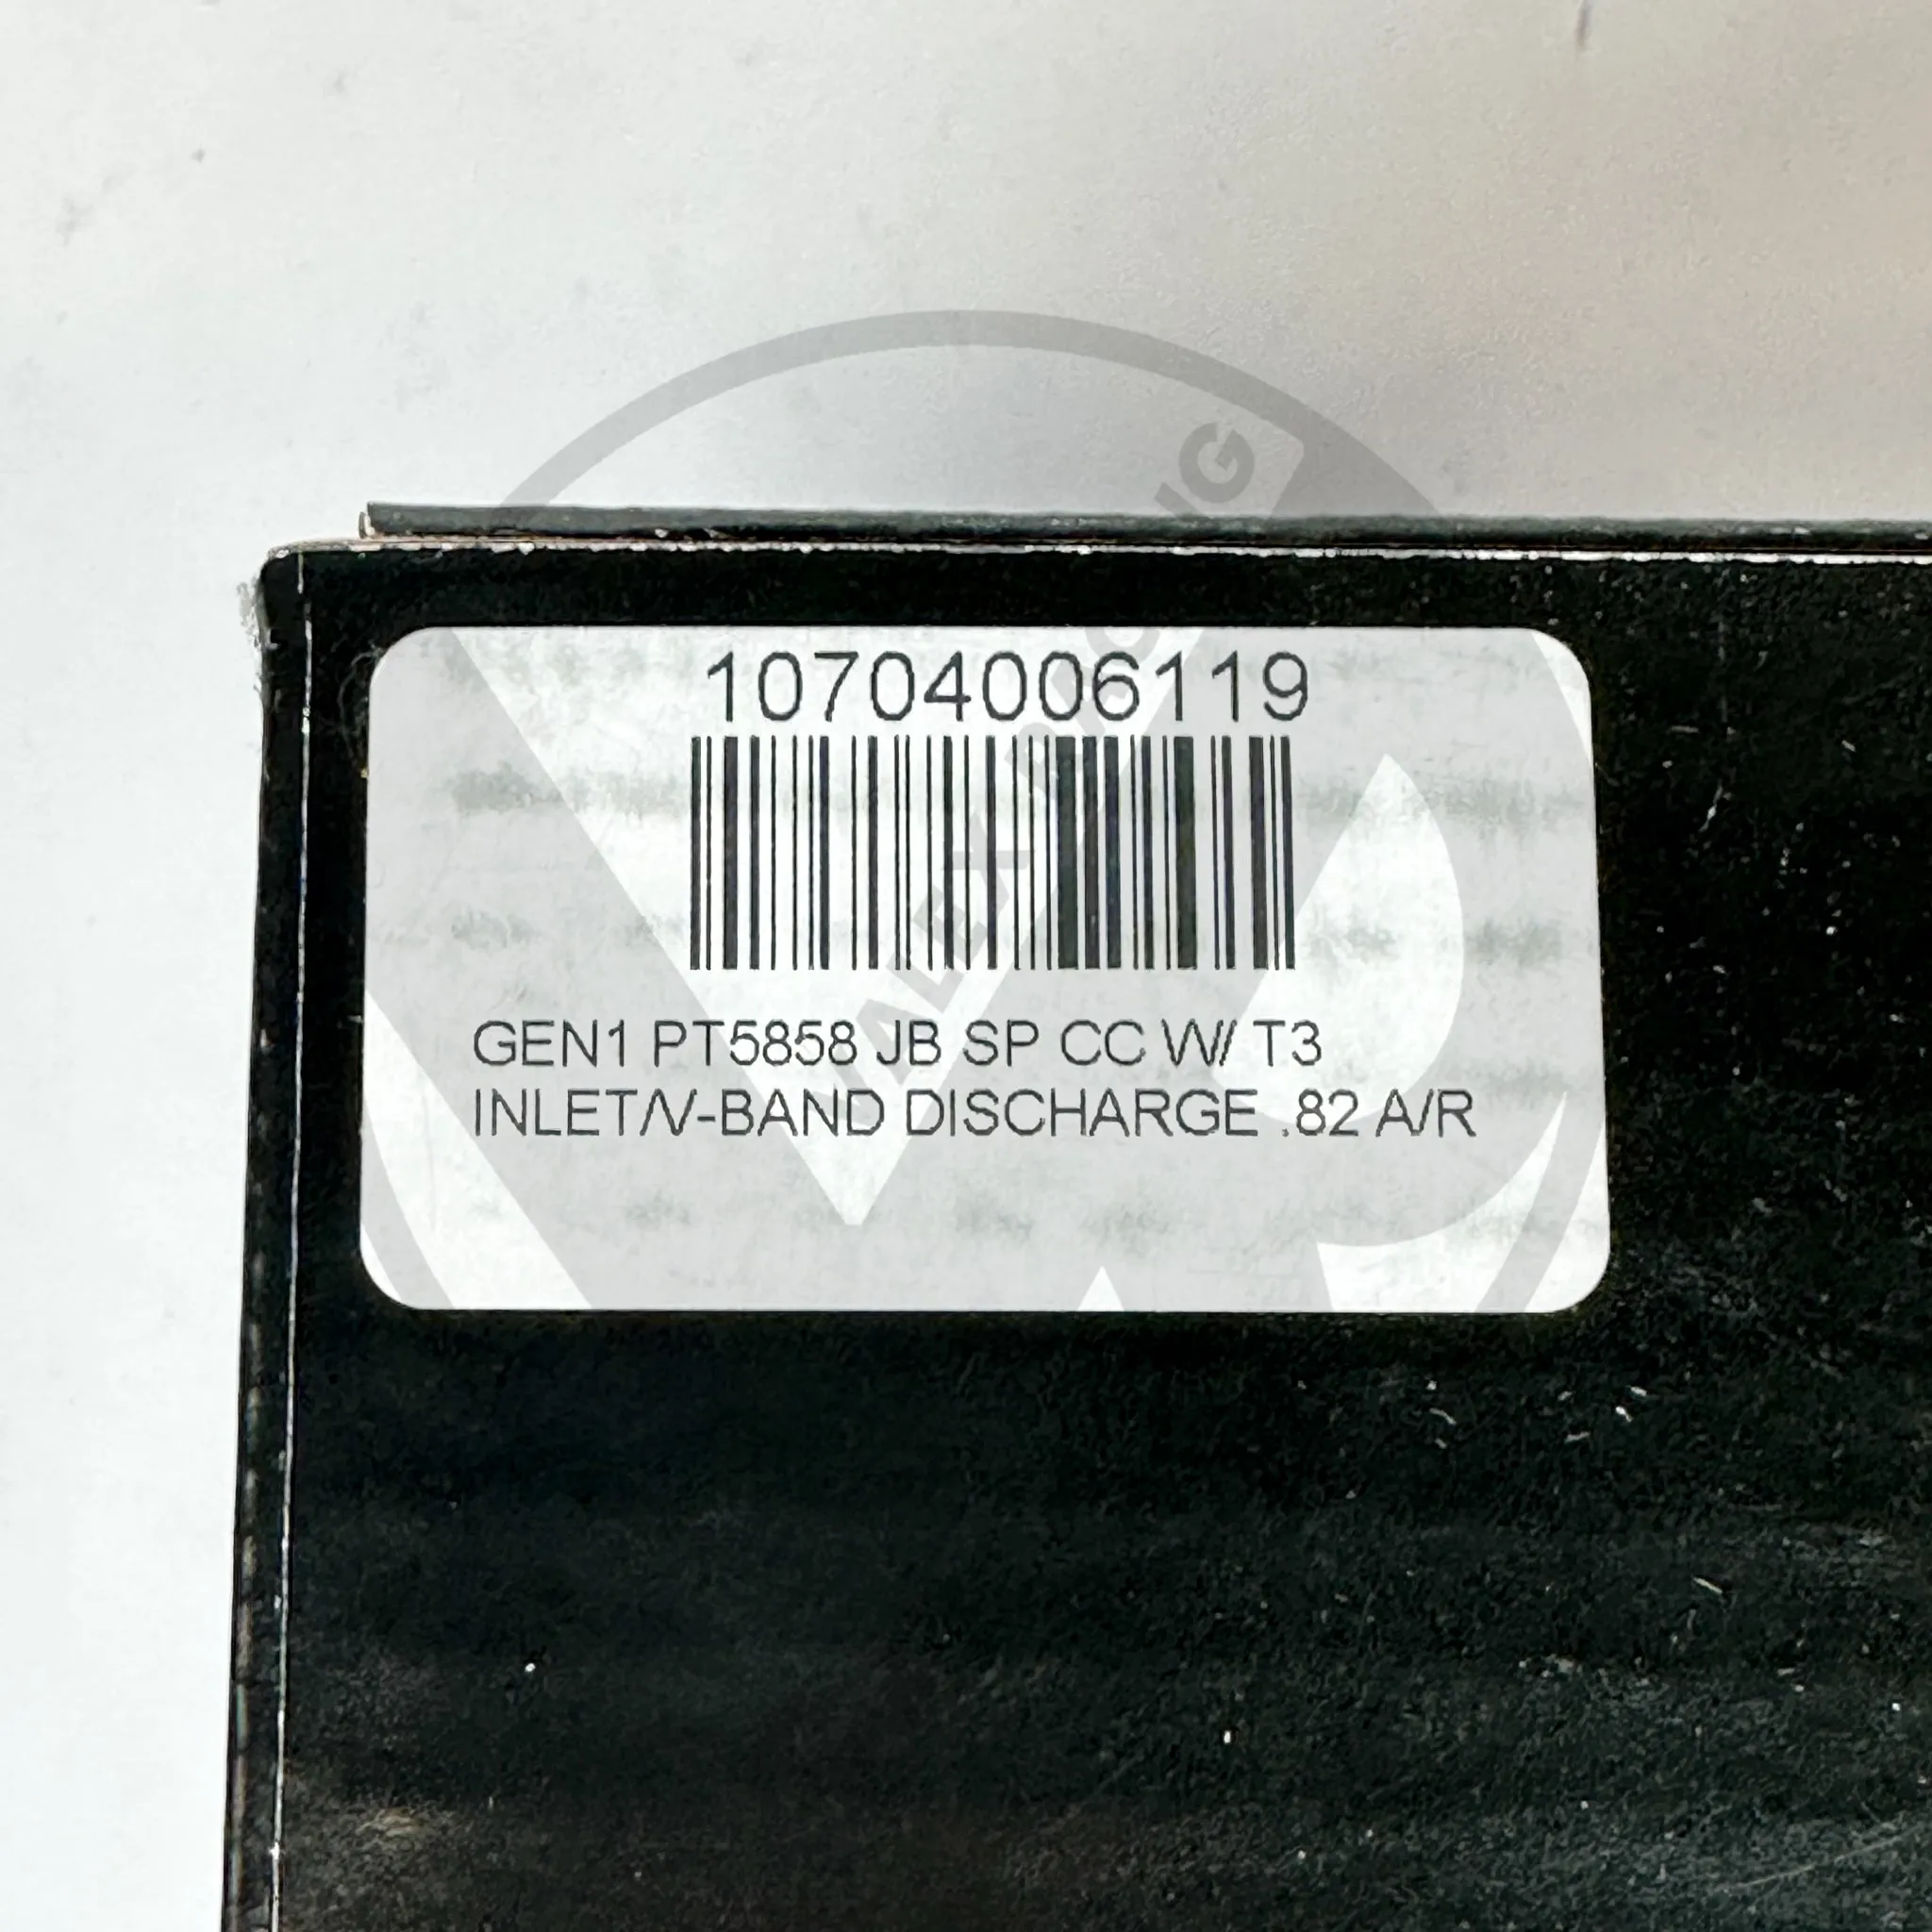 10704006119
GEN1 PT5858 JB SP CC W/ T3
INLET/V-BAND DISCHARGE .82 A/R